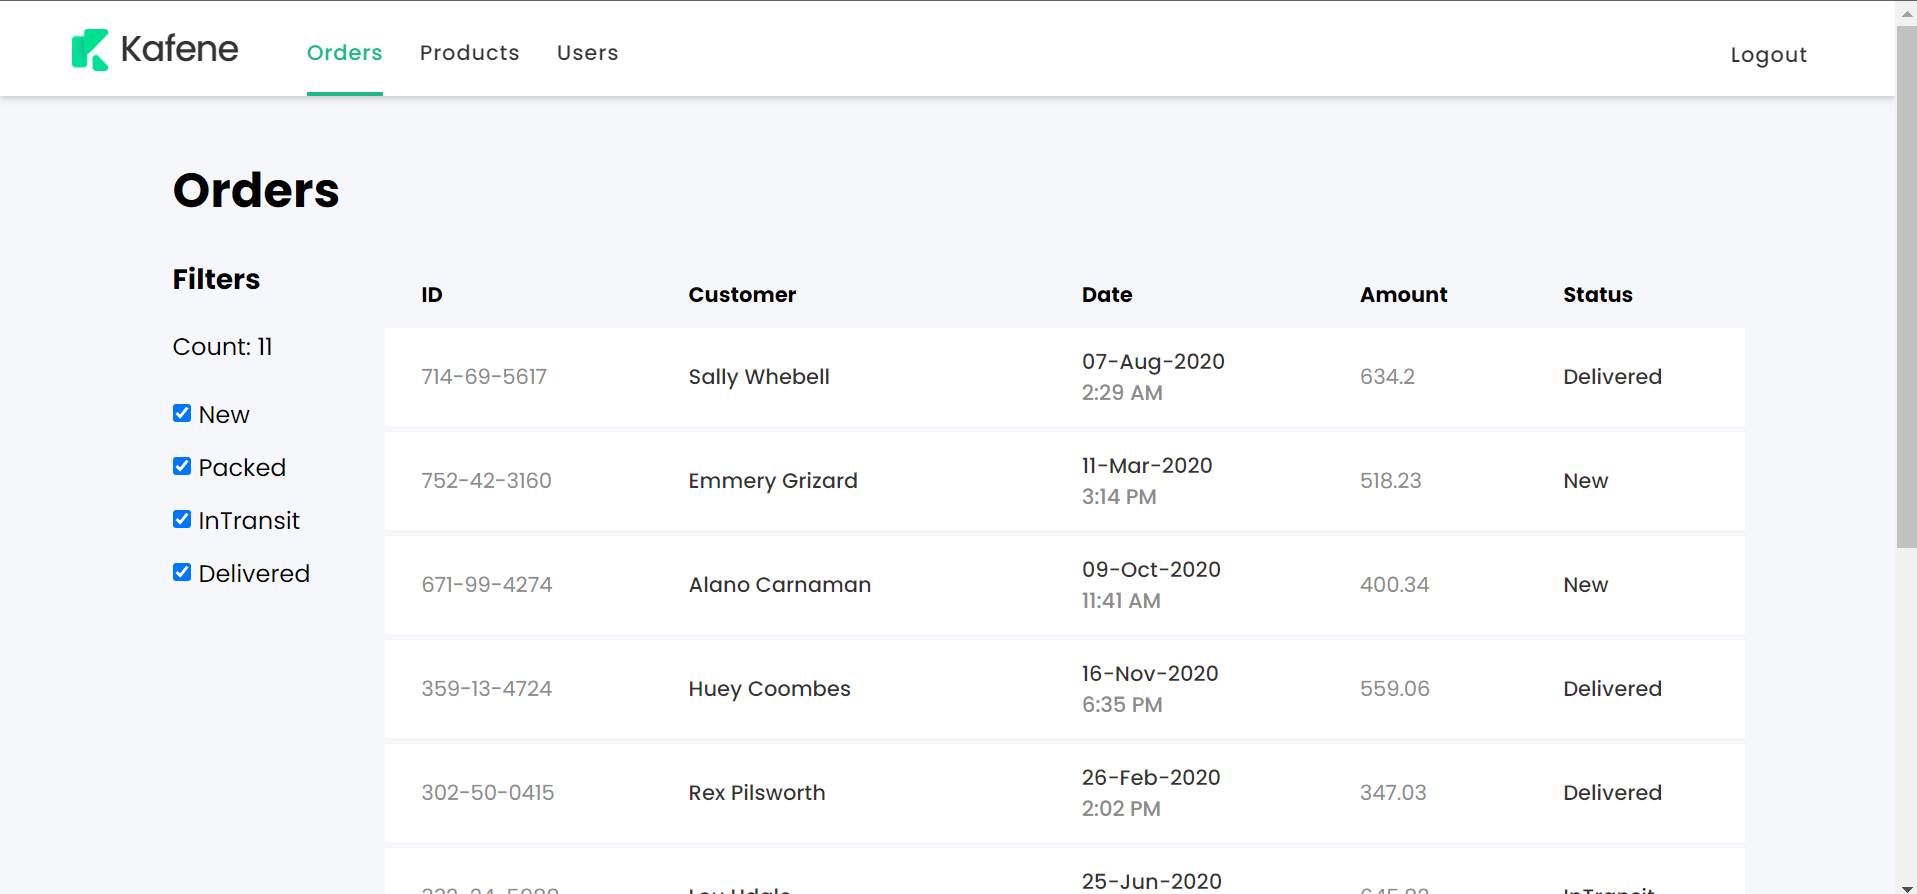 Kafene Orders Products Users Logout
Orders
Filters
Count: 11
New
Packed
InTransit
Delivered
ID Customer Date Amount Status
714-69-5617 Sally Whebell 07-Aug-2020 2:29 AM 634.2 Delivered
752-42-3160 Emmery Grizard 11-Mar-2020 3:14 PM 518.23 New
671-99-4274 Alano Carnaman 09-Oct-2020 11:41 AM 400.34 New
359-13-4724 Huey Coombes 16-Nov-2020 6:35 PM 559.06 Delivered
302-50-0415 Rex Pilsworth 26-Feb-2020 2:02 PM 347.03 Delivered
25-Jun-2020 InTransit